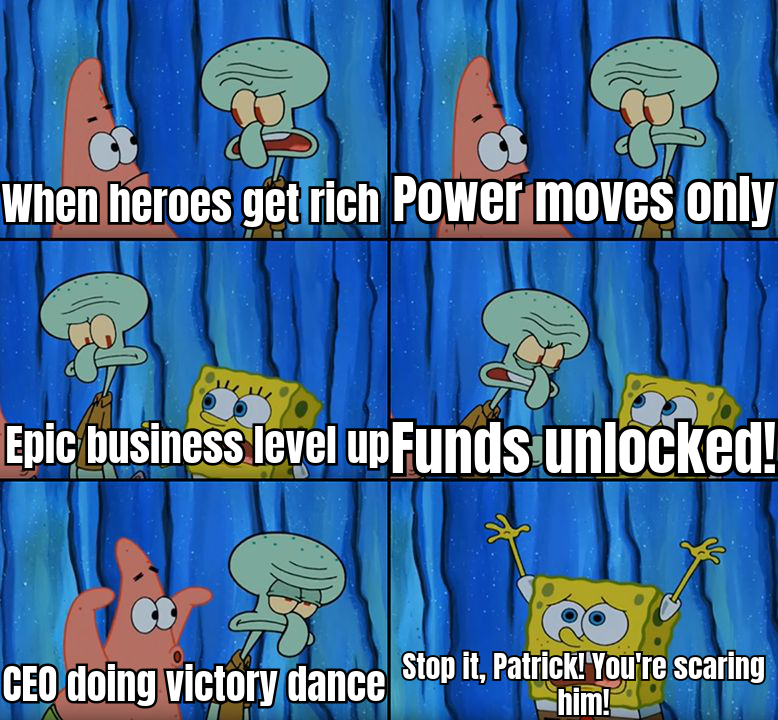 When heroes get rich
Power moves only
Epic business level up
Funds unlocked!
CEO doing victory dance
Stop it, Patrick! You're scaring
him!